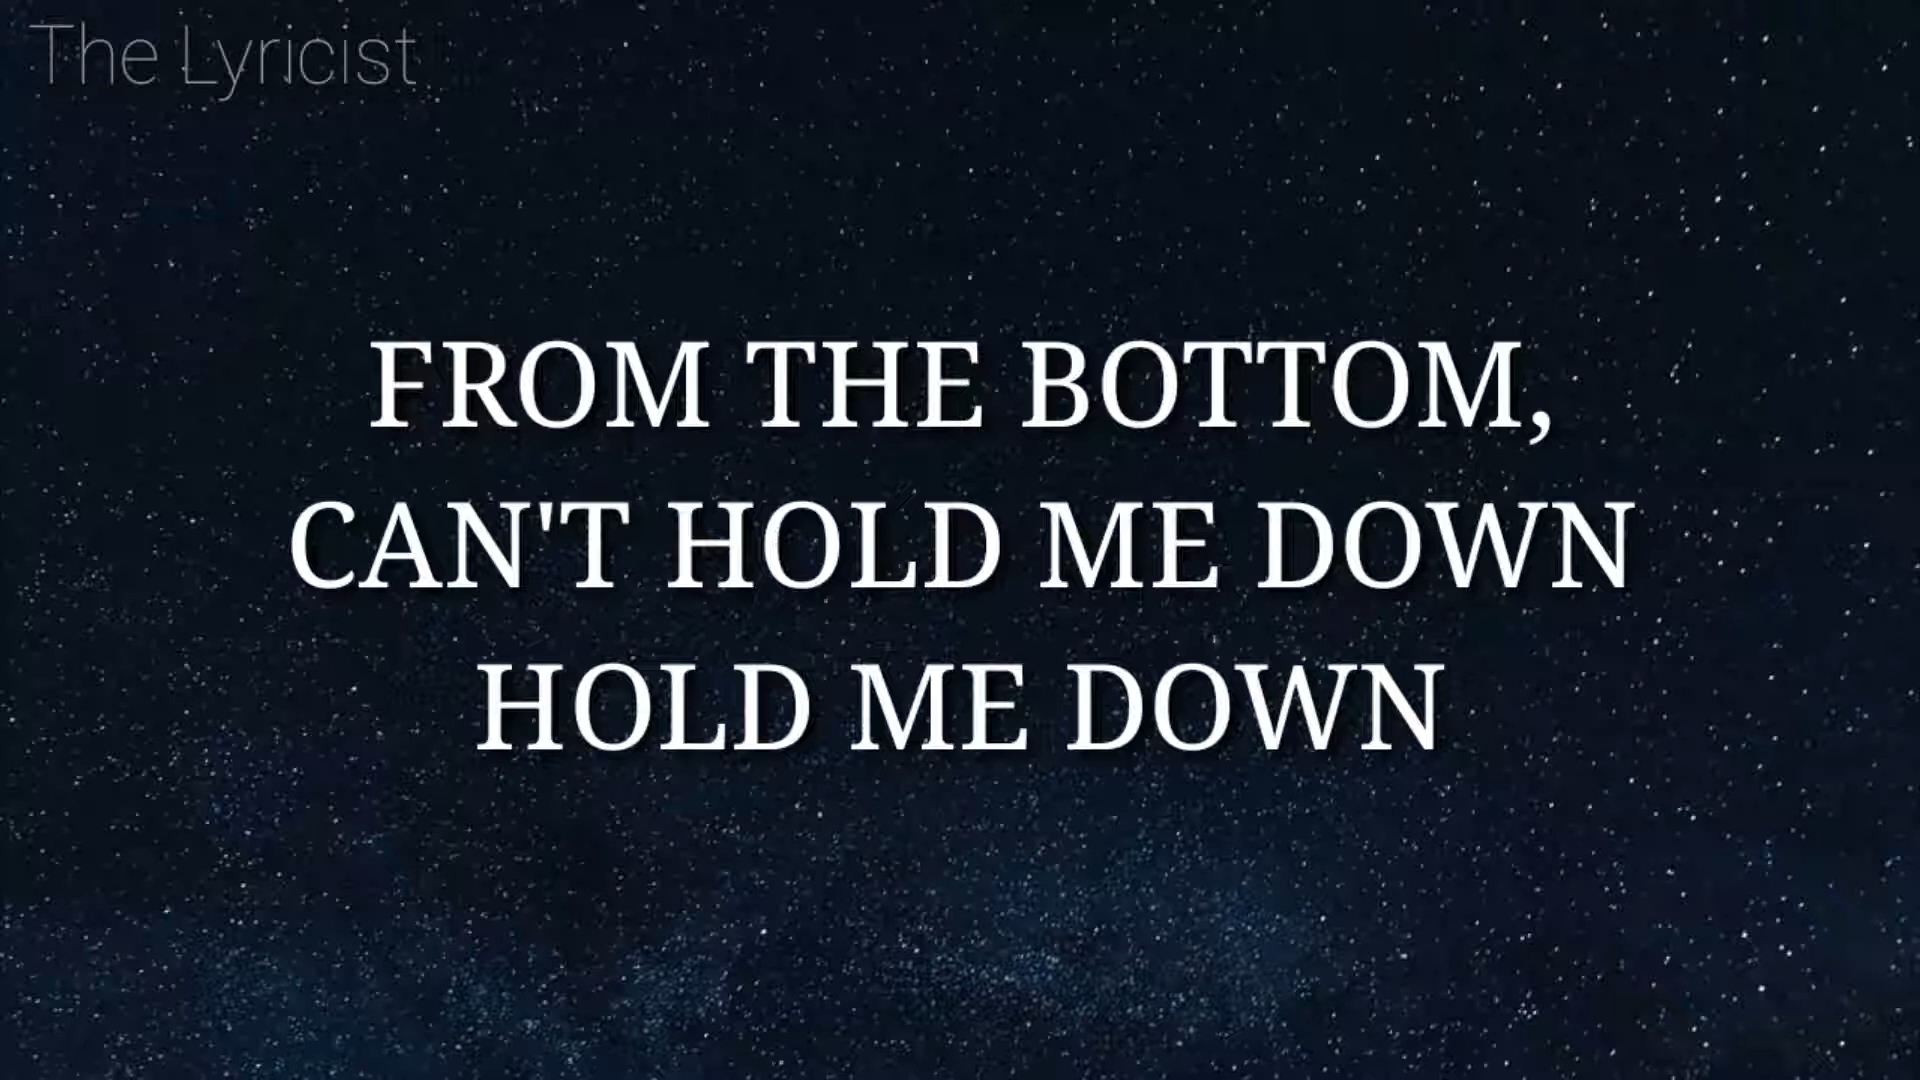 The Lyricist
FROM THE BOTTOM,
CAN'T HOLD ME DOWN
HOLD ME DOWN